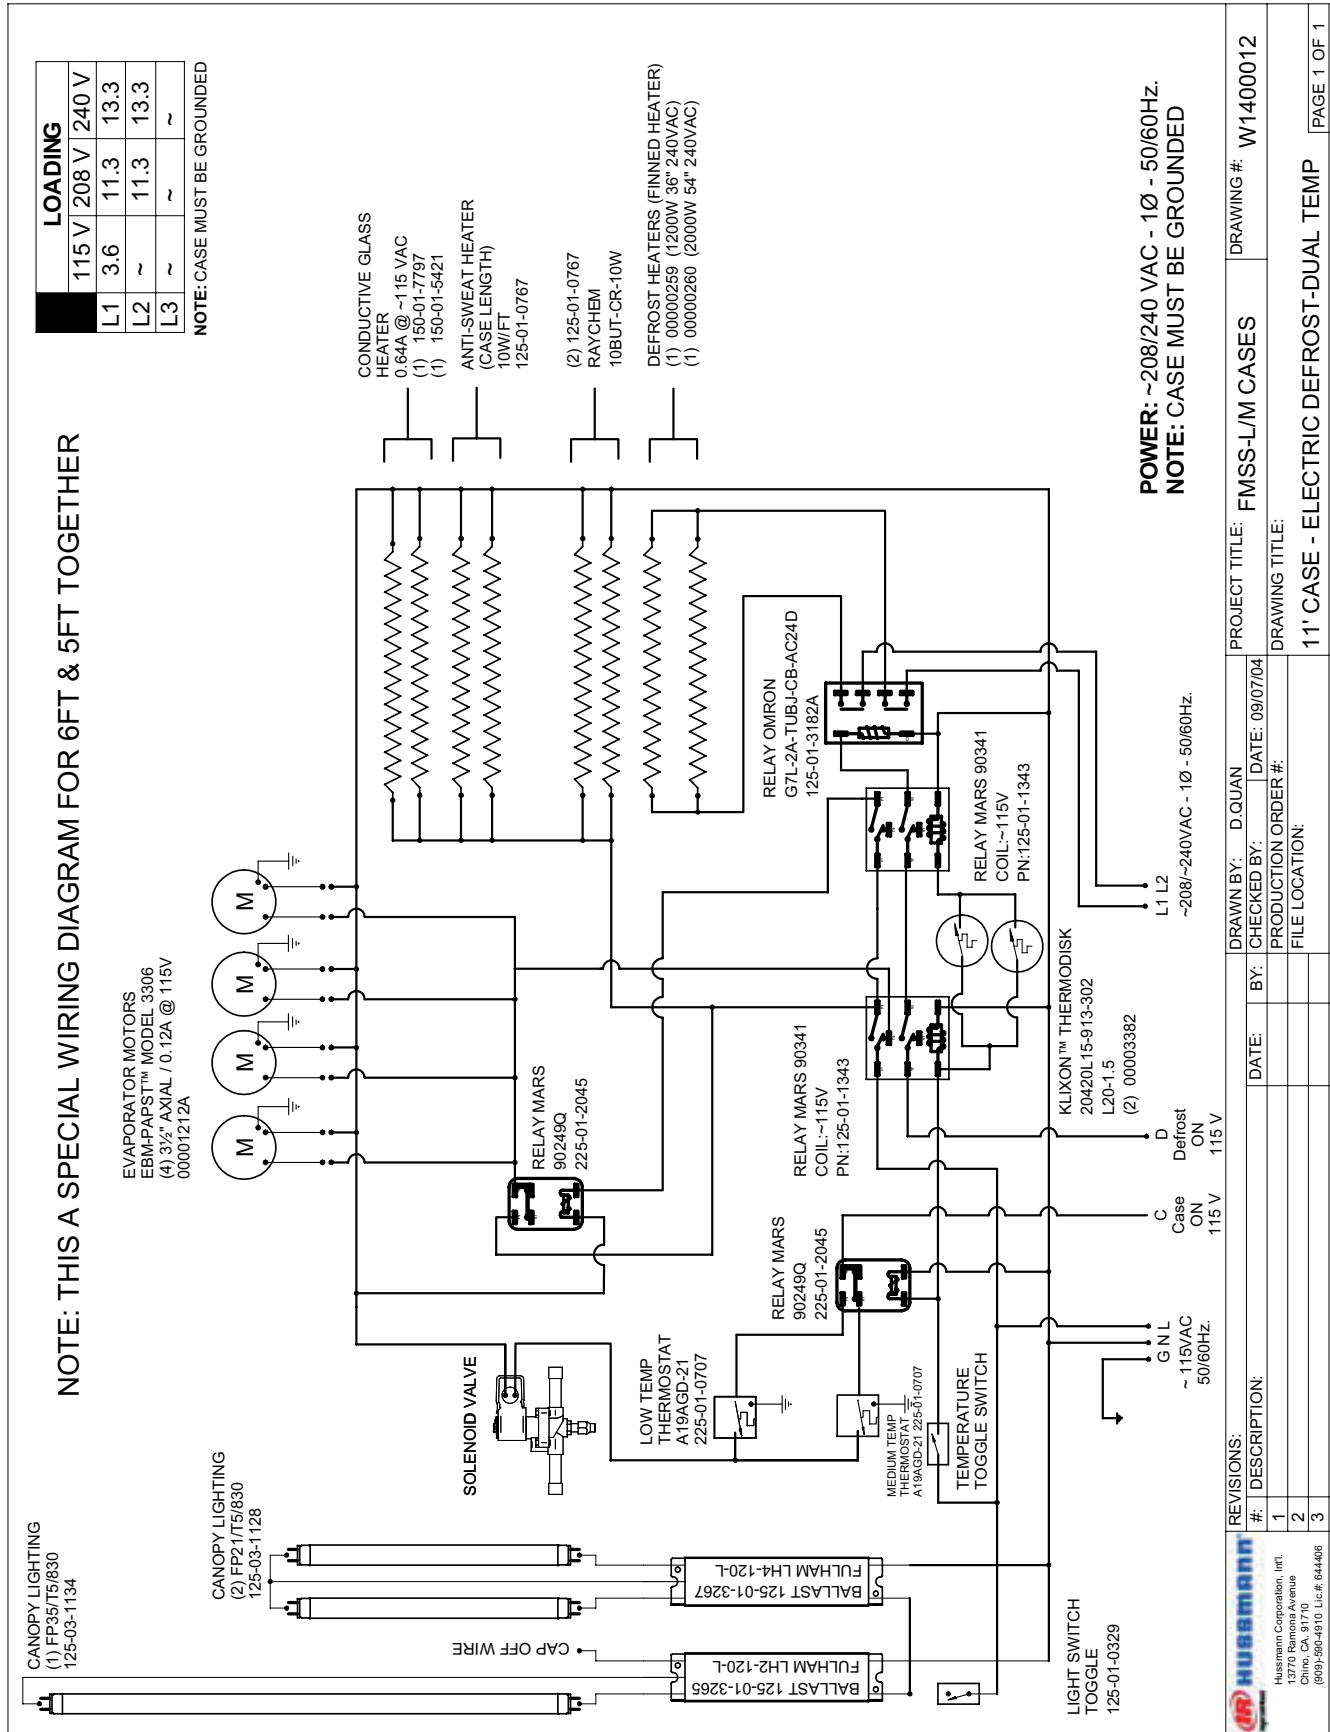 NOTE: THIS A SPECIAL WIRING DIAGRAM FOR 6FT & 5FT TOGETHER
LOADING
115 V 208 V 240 V
L1 3.6 11.3 13.3
L2 ~ 11.3 13.3
L3 ~ ~ ~
NOTE: CASE MUST BE GROUNDED
CANOPY LIGHTING
(1) FP35/T5/830
125-03-1134
CANOPY LIGHTING
(2) FP21/T5/830
125-03-1128
EVAPORATOR MOTORS
EBM-PAPST™ MODEL 3306
(4) 3½" AXIAL / 0.12A @ 115V
00001212A
M
M
M
M
CONDUCTIVE GLASS
HEATER
0.64A @ ~115 VAC
(1) 150-01-7797
(1) 150-01-5421
ANTI-SWEAT HEATER
(CASE LENGTH)
10W/FT
125-01-0767
(2) 125-01-0767
RAYCHEM
10BUT-CR-10W
DEFROST HEATERS (FINNED HEATER)
(1) 00000259 (1200W 36" 240VAC)
(1) 00000260 (2000W 54" 240VAC)
SOLENOID VALVE
RELAY MARS
90249Q
225-01-2045
CAP OFF WIRE
BALLAST 125-01-3265
FULHAM LH2-120-L
BALLAST 125-01-3267
FULHAM LH4-120-L
LOW TEMP
THERMOSTAT
A19AGD-21
225-01-0707
RELAY MARS
90249Q
225-01-2045
RELAY MARS 90341
COIL:~115V
PN:125-01-1343
RELAY OMRON
G7L-2A-TUBJ-CB-AC24D
125-01-3182A
MEDIUM TEMP
THERMOSTAT
A19AGD-21 225-01-0707
TEMPERATURE
TOGGLE SWITCH
RELAY MARS 90341
COIL:~115V
PN:125-01-1343
KLIXON™ THERMODISK
20420L15-913-302
L20-1.5
(2) 00003382
LIGHT SWITCH
TOGGLE
125-01-0329
G N L
~ 115VAC
50/60Hz.
C
Case
ON
115 V
D
Defrost
ON
115 V
L1 L2
~208/~240VAC - 1Ø - 50/60Hz.
POWER: ~208/240 VAC - 1Ø - 50/60Hz.
NOTE: CASE MUST BE GROUNDED
IR HUSSMANN
Hussmann Corporation, Int'l.
13770 Ramona Avenue
Chino, CA. 91710
(909)-590-4910 Lic.#: 644406
REVISIONS:
#: DESCRIPTION: DATE: BY:
1
2
3
DRAWN BY: D.QUAN
CHECKED BY: DATE: 09/07/04
PRODUCTION ORDER #:
FILE LOCATION:
PROJECT TITLE: FMSS-L/M CASES
DRAWING #: W1400012
DRAWING TITLE:
11' CASE - ELECTRIC DEFROST-DUAL TEMP
PAGE 1 OF 1